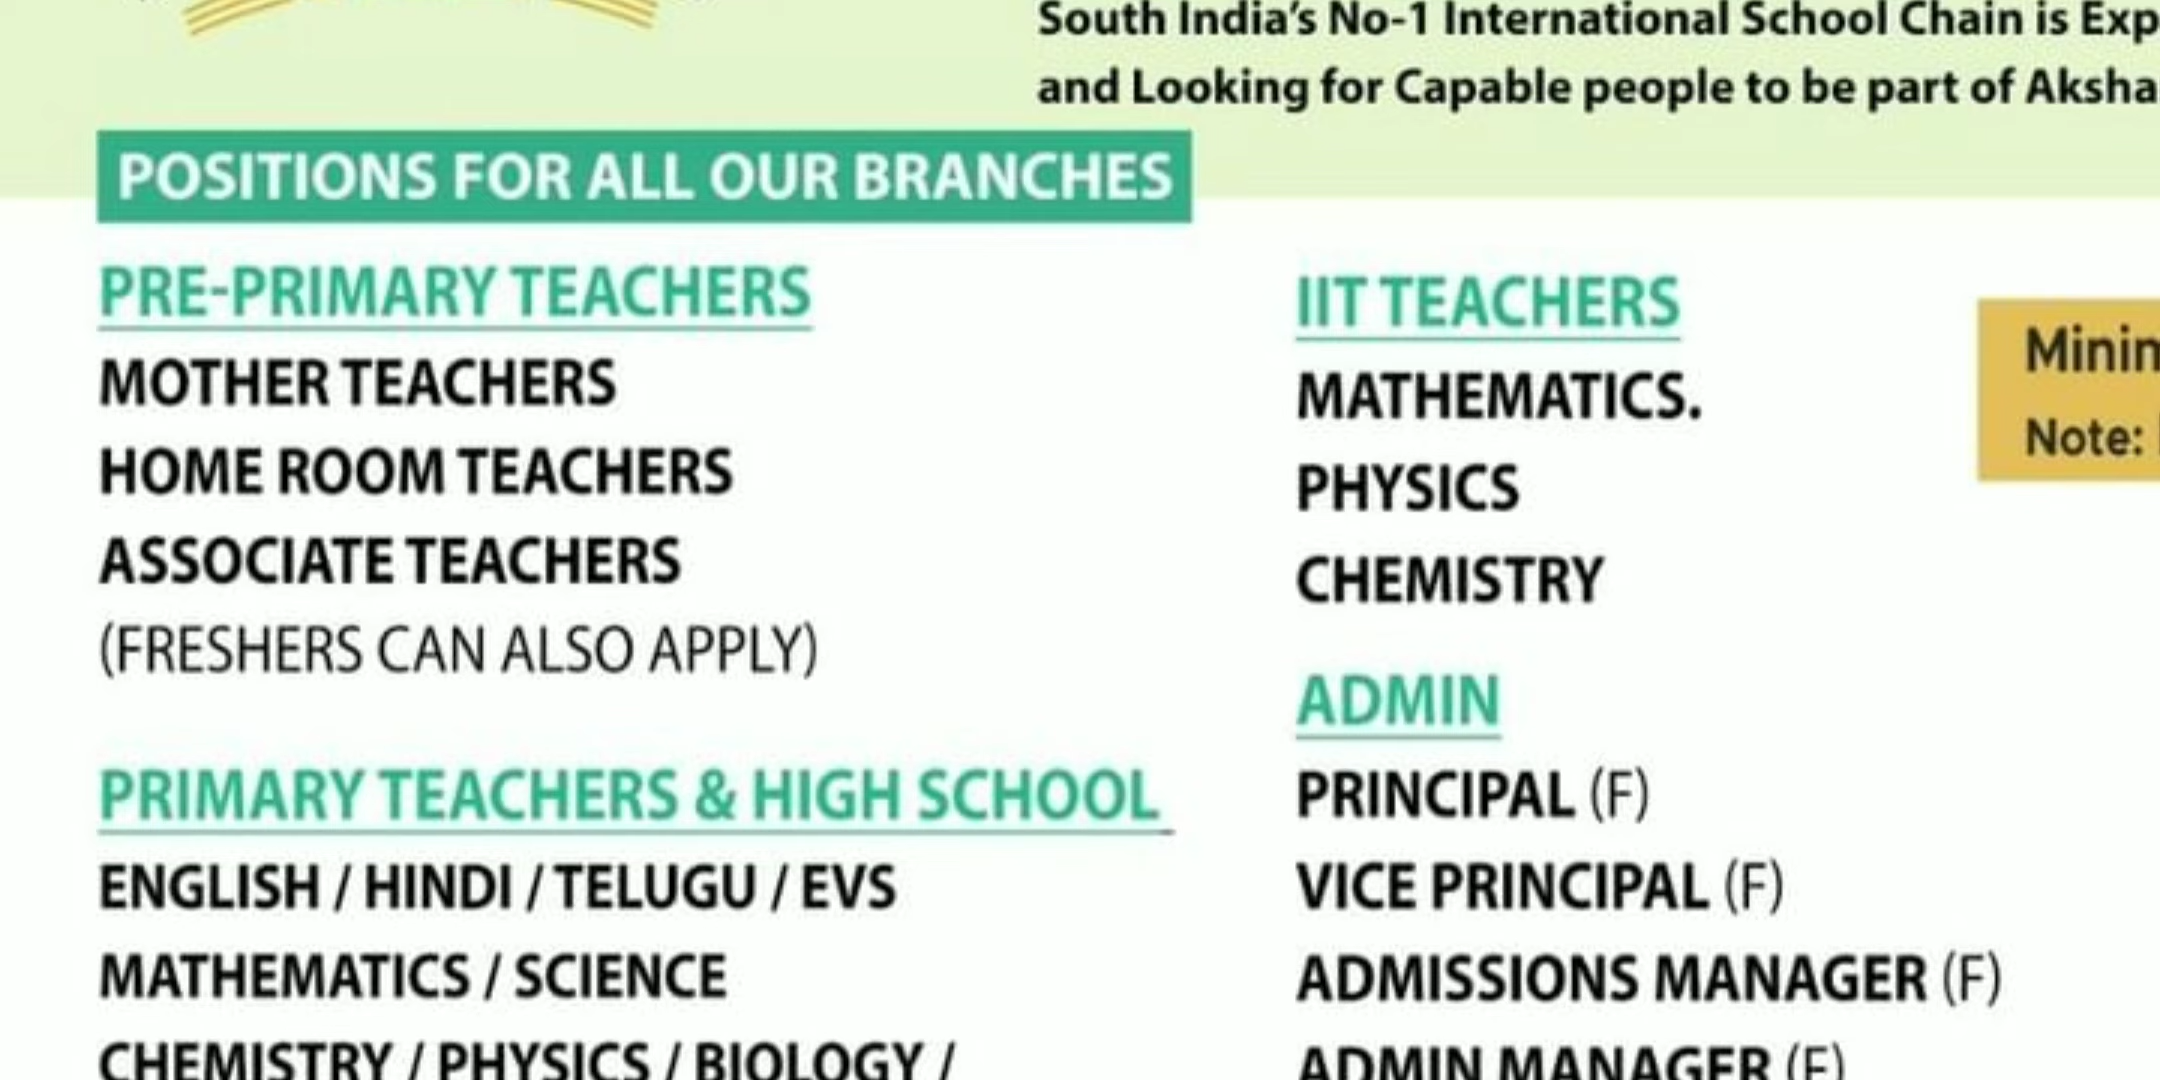 South India's No-1 International School Chain is
and Looking for Capable people to be part of
POSITIONS FOR ALL OUR BRANCHES
PRE-PRIMARY TEACHERS
MOTHER TEACHERS
HOME ROOM TEACHERS
ASSOCIATE TEACHERS
(FRESHERS CAN ALSO APPLY)
PRIMARY TEACHERS & HIGH SCHOOL
ENGLISH / HINDI / TELUGU / EVS
MATHEMATICS / SCIENCE
CHEMISTRY / PHYSICS / BIOLOGY /
IIT TEACHERS
MATHEMATICS.
PHYSICS
CHEMISTRY
ADMIN
PRINCIPAL (F)
VICE PRINCIPAL (F)
ADMISSIONS MANAGER (F)
ADMIN MANAGER (F)
Note: